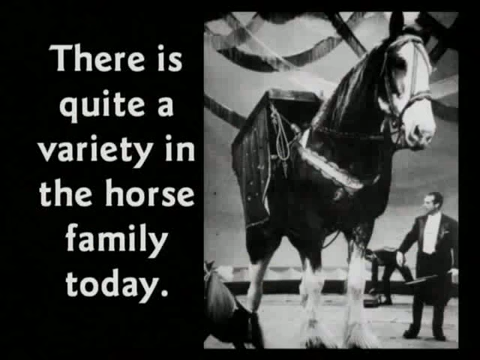 There is
quite a
variety in
the horse
family
today.